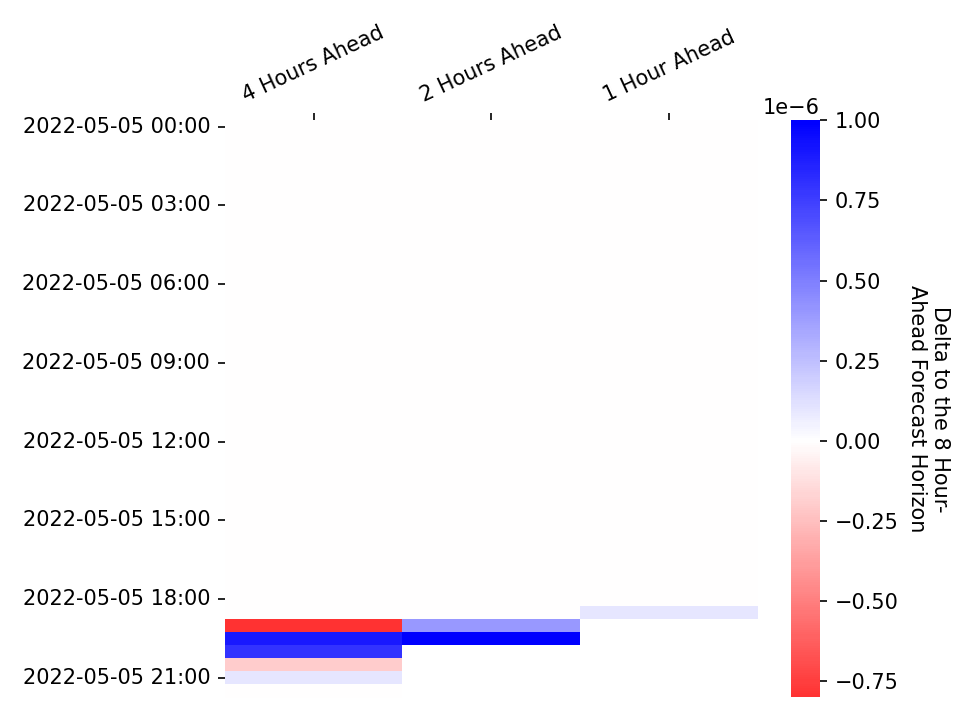 4 Hours Ahead
2 Hours Ahead
1 Hour Ahead
1e−6
2022-05-05 00:00
2022-05-05 03:00
2022-05-05 06:00
2022-05-05 09:00
2022-05-05 12:00
2022-05-05 15:00
2022-05-05 18:00
2022-05-05 21:00
1.00
0.75
0.50
0.25
0.00
−0.25
−0.50
−0.75
Delta to the 8 Hour-
Ahead Forecast Horizon